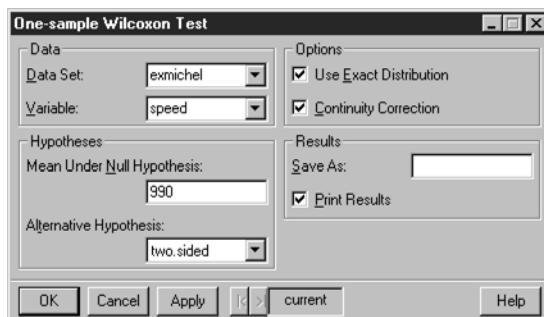 One-sample Wilcoxon Test
Data
Data Set: exmichel
Variable: speed
Hypotheses
Mean Under Null Hypothesis:
990
Alternative Hypothesis:
two.sided
Options
Use Exact Distribution
Continuity Correction
Results
Save As:
Print Results
OK Cancel Apply current Help